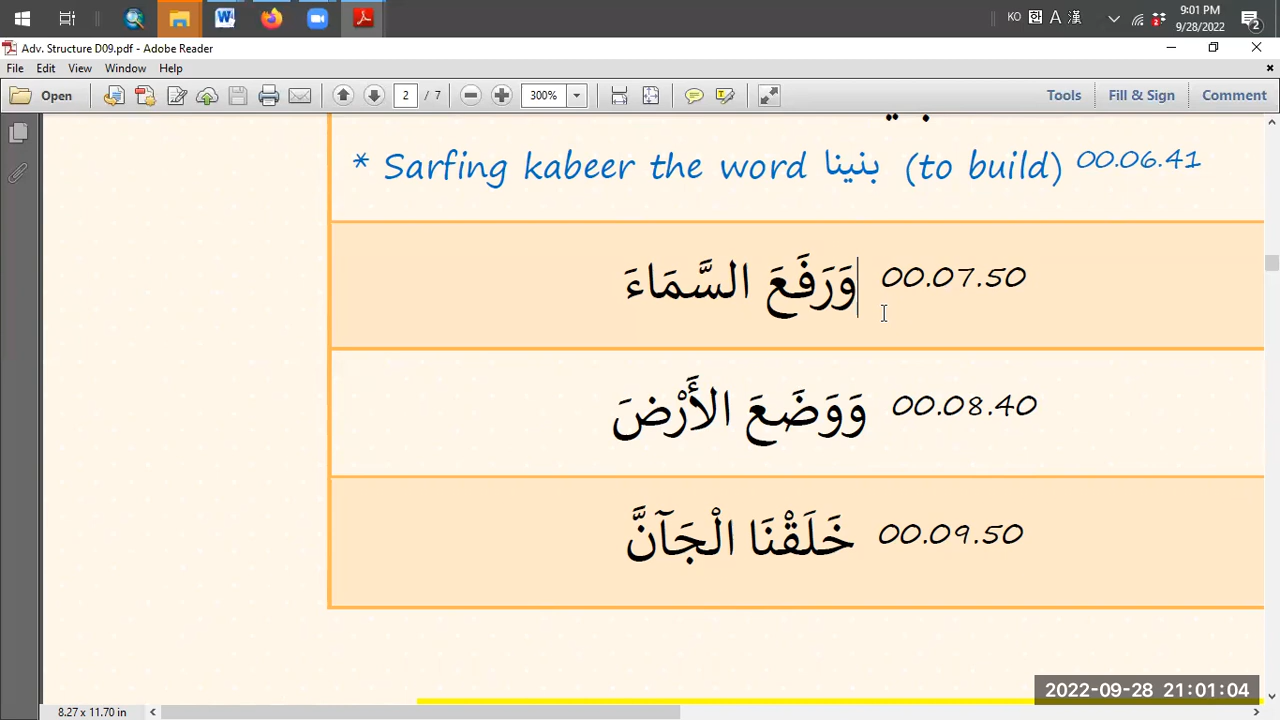 KO A 漢 9:01 PM
9/28/2022
2
Adv. Structure D09.pdf - Adobe Reader
File Edit View Window Help
Open 2 / 7 300% Tools Fill & Sign Comment
* Sarfing kabeer the word بنينا (to build) 00.06.41
وَرَفَعَ السَّمَاءَ 00.07.50
وَوَضَعَ الأَرْضَ 00.08.40
خَلَقْنَا الْجَآنَّ 00.09.50
2022-09-28 21:01:04
8.27 x 11.70 in